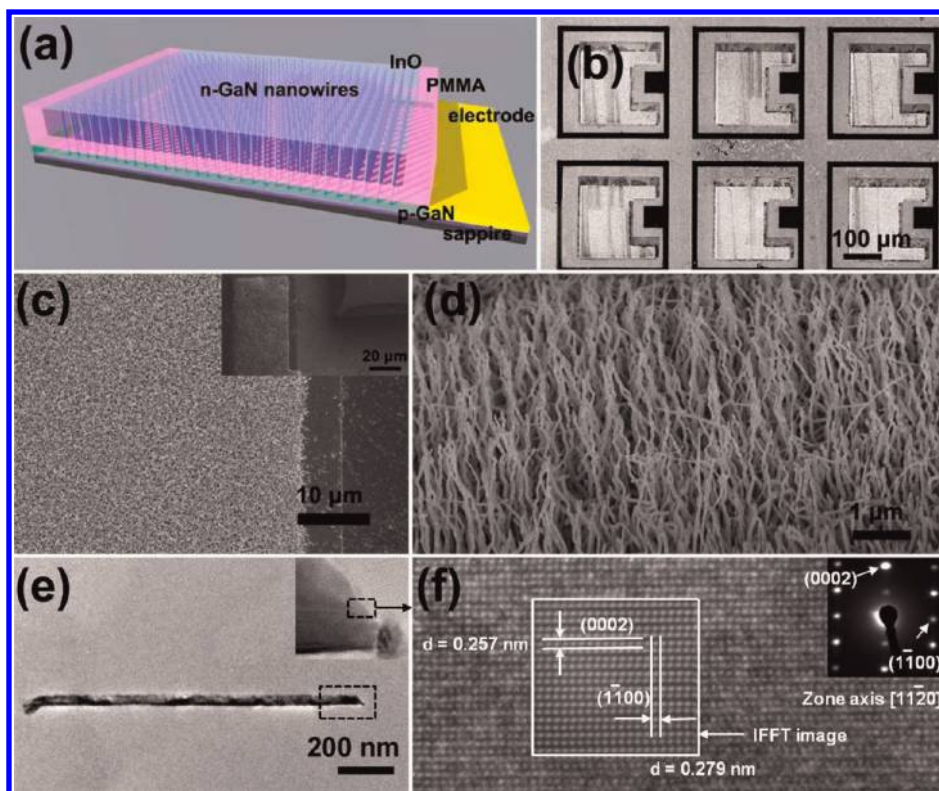 (a)
InO
n-GaN nanowires
PMMA
electrode
p-GaN
sappire
(b)
100 μm
(c)
20 μm
10 μm
(d)
1 μm
(e)
200 nm
(f)
(0002)
(0002)
d = 0.257 nm
(1̄100)
(1̄100)
Zone axis [112̄0]
IFFT image
d = 0.279 nm